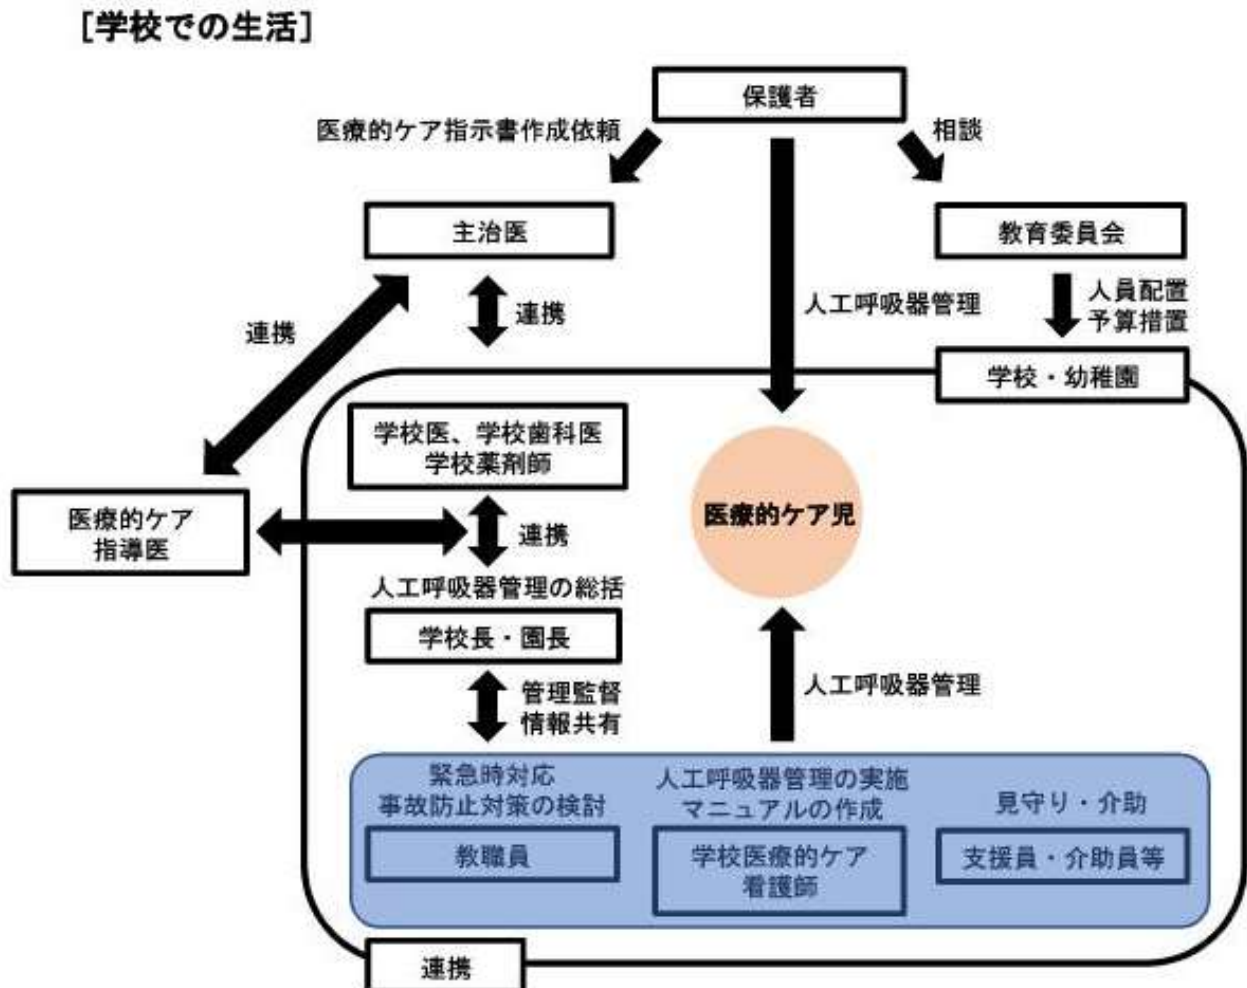 [学校での生活]
保護者
医療的ケア指示書作成依頼
相談
主治医
教育委員会
連携
連携
人工呼吸器管理
人員配置
予算措置
学校・幼稚園
学校医、学校歯科医
学校薬剤師
医療的ケア
指導医
連携
医療的ケア児
人工呼吸器管理の総括
学校長・園長
管理監督
情報共有
人工呼吸器管理
緊急時対応
事故防止対策の検討
教職員
人工呼吸器管理の実施
マニュアルの作成
学校医療的ケア
看護師
見守り・介助
支援員・介助員等
連携